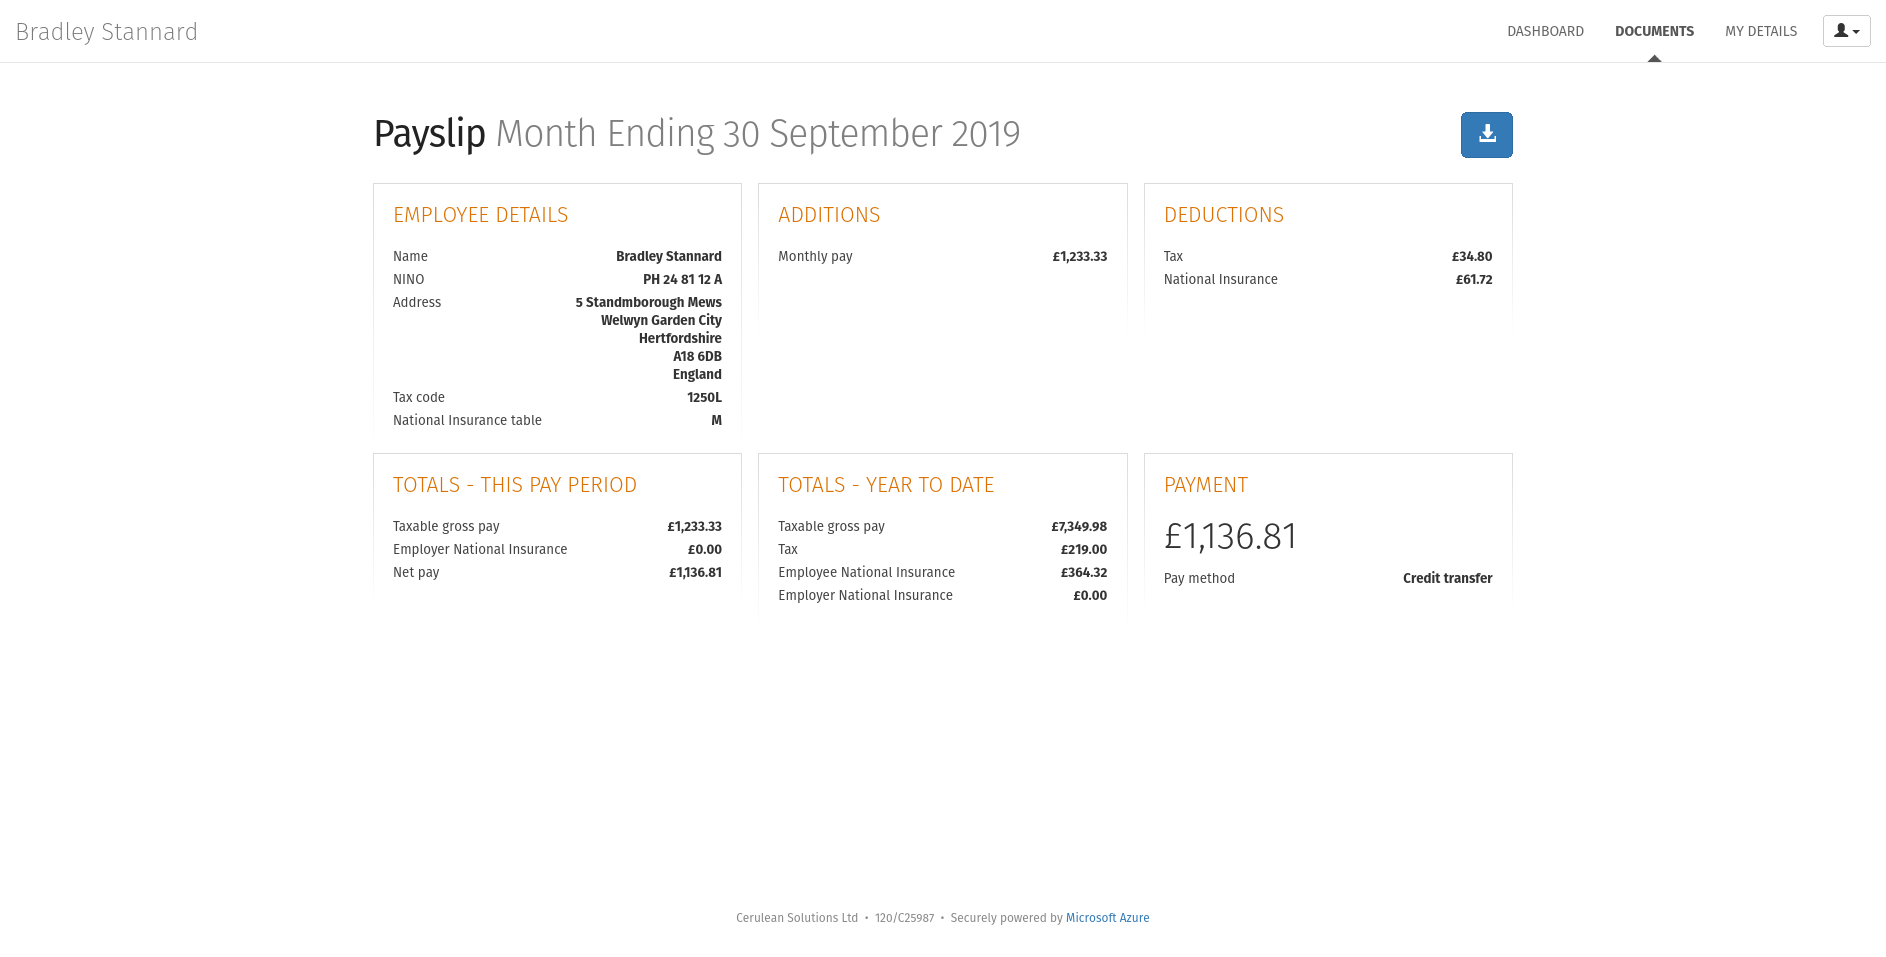 Bradley Stannard
DASHBOARD
DOCUMENTS
MY DETAILS
Payslip Month Ending 30 September 2019
EMPLOYEE DETAILS
Name Bradley Stannard
NINO PH 24 81 12 A
Address 5 Standmborough Mews
Welwyn Garden City
Hertfordshire
A18 6DB
England
Tax code 1250L
National Insurance table M
ADDITIONS
Monthly pay £1,233.33
DEDUCTIONS
Tax £34.80
National Insurance £61.72
TOTALS - THIS PAY PERIOD
Taxable gross pay £1,233.33
Employer National Insurance £0.00
Net pay £1,136.81
TOTALS - YEAR TO DATE
Taxable gross pay £7,349.98
Tax £219.00
Employee National Insurance £364.32
Employer National Insurance £0.00
PAYMENT
£1,136.81
Pay method Credit transfer
Cerulean Solutions Ltd • 120/C25987 • Securely powered by Microsoft Azure